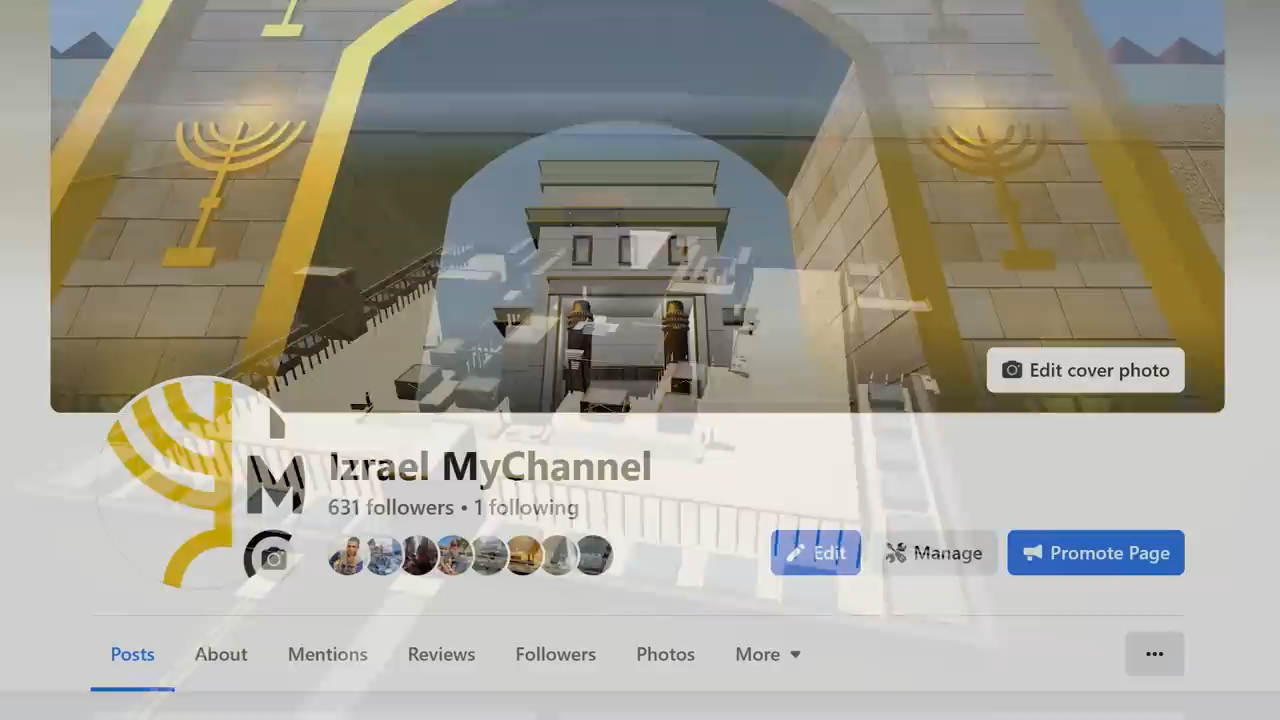 Edit cover photo
M
C
Izrael MyChannel
631 followers • 1 following
Edit
Manage
Promote Page
Posts
About
Mentions
Reviews
Followers
Photos
More